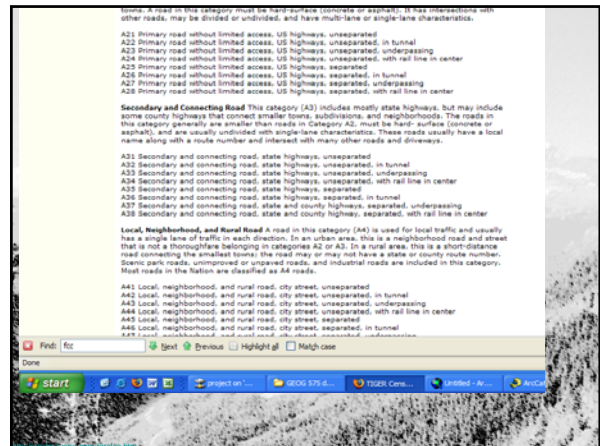 towns. A road in this category must be hard-surface (concrete or asphalt). It has intersections with
other roads, may be divided or undivided, and have multi-lane or single-lane characteristics.
A21 Primary road without limited access, US highways, unseparated
A22 Primary road without limited access, US highways, unseparated, in tunnel
A23 Primary road without limited access, US highways, unseparated, underpassing
A24 Primary road without limited access, US highways, unseparated, with rail line in center
A25 Primary road without limited access, US highways, separated
A26 Primary road without limited access, US highways, separated, in tunnel
A27 Primary road without limited access, US highways, separated, underpassing
A28 Primary road without limited access, US highways, separated, with rail line in center
Secondary and Connecting Road This category (A3) includes mostly state highways, but may include
some county highways that connect smaller towns, subdivisions, and neighborhoods. The roads in
this category generally are smaller than roads in Category A2, must be hard- surface (concrete or
asphalt), and are usually undivided with single-lane characteristics. These roads usually have a local
name along with a route number and intersect with many other roads and driveways.
A31 Secondary and connecting road, state highways, unseparated
A32 Secondary and connecting road, state highways, unseparated, in tunnel
A33 Secondary and connecting road, state highways, unseparated, underpassing
A34 Secondary and connecting road, state highways, unseparated, with rail line in center
A35 Secondary and connecting road, state highways, separated
A36 Secondary and connecting road, state highways, separated, in tunnel
A37 Secondary and connecting road, state and county highways, separated, underpassing
A38 Secondary and connecting road, state and county highway, separated, with rail line in center
Local, Neighborhood, and Rural Road A road in this category (A4) is used for local traffic and usually
has a single lane of traffic in each direction. In an urban area, this is a neighborhood road and street
that is not a thoroughfare belonging in categories A2 or A3. In a rural area, this is a short-distance
road connecting the smallest towns; the road may or may not have a state or county route number.
Scenic park roads, unimproved or unpaved roads, and industrial roads are included in this category.
Most roads in the Nation are classified as A4 roads.
A41 Local, neighborhood, and rural road, city street, unseparated
A42 Local, neighborhood, and rural road, city street, unseparated, in tunnel
A43 Local, neighborhood, and rural road, city street, unseparated, underpassing
A44 Local, neighborhood, and rural road, city street, unseparated, with rail line in center
A45 Local, neighborhood, and rural road, city street, separated
A46 Local, neighborhood, and rural road, city street, separated, in tunnel
Find: fcc Next Previous Highlight all Match case
Done
start project on '... GEOG 575 d... TIGER Cens... Untitled - Ar... ArcCat